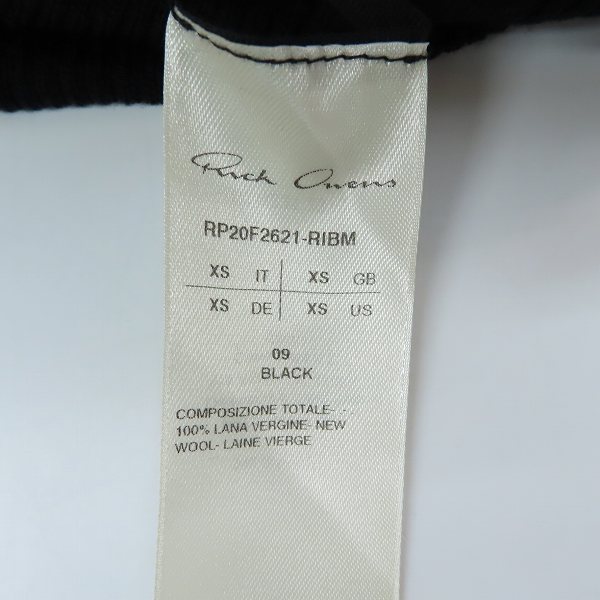 Rick Owens
RP20F2621-RIBM
XS IT XS GB
XS DE XS US
09
BLACK
COMPOSIZIONE TOTALE- -
100% LANA VERGINE- NEW
WOOL- LAINE VIERGE